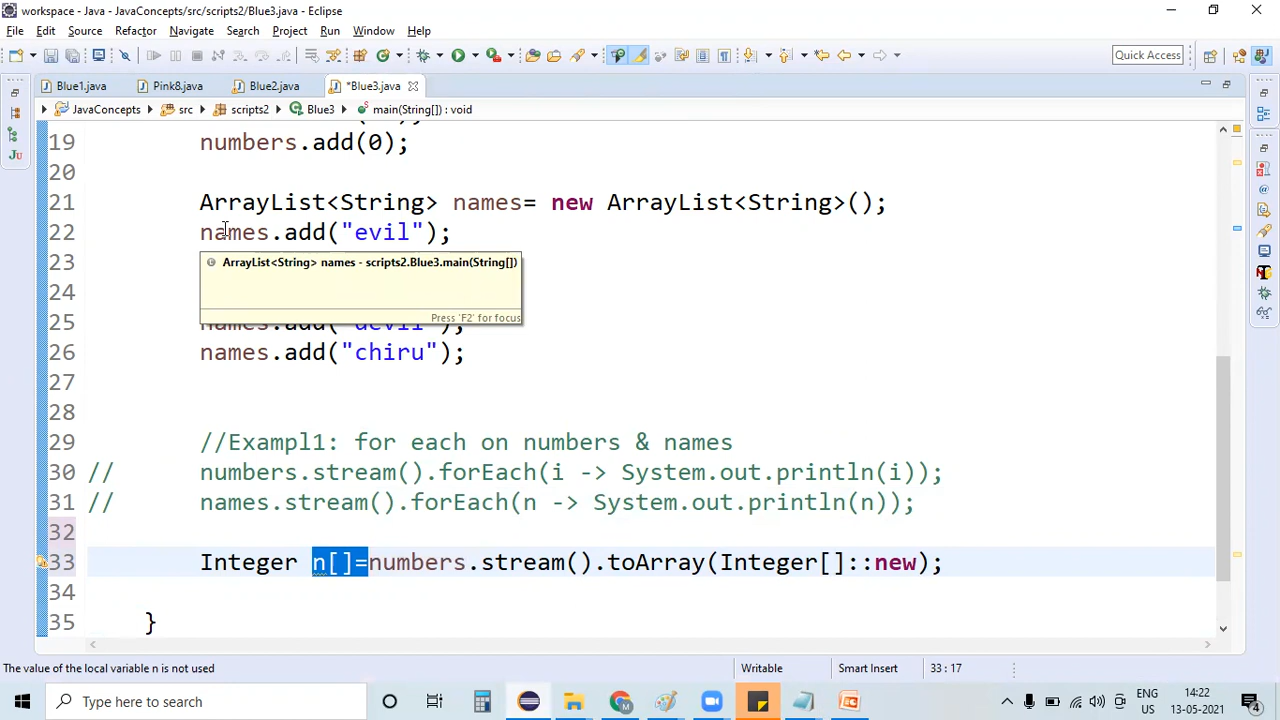 workspace - Java - JavaConcepts/src/scripts2/Blue3.java - Eclipse
File Edit Source Refactor Navigate Search Project Run Window Help
Quick Access
Blue1.java Pink8.java Blue2.java *Blue3.java
JavaConcepts src scripts2 Blue3 main(String[]) : void
19 numbers.add(0);
20
21 ArrayList<String> names= new ArrayList<String>();
22 names.add("evil");
23 ArrayList<String> names - scripts2.Blue3.main(String[])
24
Press 'F2' for focus
25 names.add("devil");
26 names.add("chiru");
27
28
29 //Exampl1: for each on numbers & names
30 // numbers.stream().forEach(i -> System.out.println(i));
31 // names.stream().forEach(n -> System.out.println(n));
32
33 Integer n[]=numbers.stream().toArray(Integer[]::new);
34
35 }
The value of the local variable n is not used Writable Smart Insert 33 : 17
Type here to search
ENG
US
14:22
13-05-2021
4